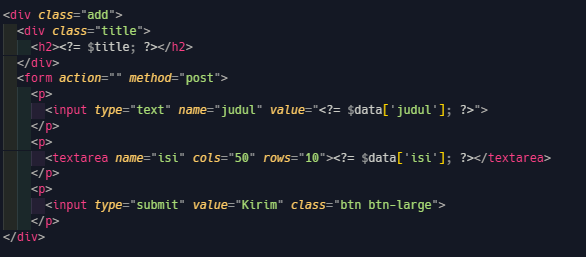 <div class="add">
<div class="title">
<h2><?= $title; ?></h2>
</div>
<form action="" method="post">
<p>
<input type="text" name="judul" value="<?= $data['judul']; ?>">
</p>
<p>
<textarea name="isi" cols="50" rows="10"><?= $data['isi']; ?></textarea>
</p>
<p>
<input type="submit" value="Kirim" class="btn btn-large">
</p>
</div>